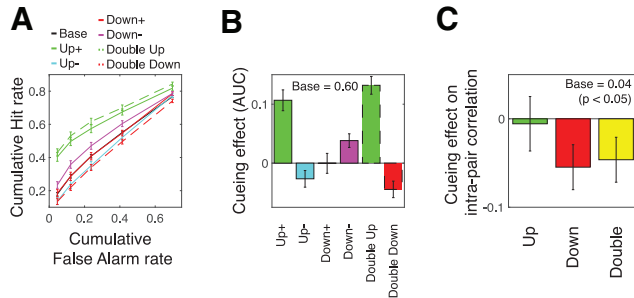 A
Base
Up+
Up-
Down+
Down-
Double Up
Double Down
Cumulative Hit rate
0.8
0.6
0.4
0.2
0.2
0.4
0.6
Cumulative
False Alarm rate
B
Cueing effect (AUC)
Base = 0.60
0.1
0
Up+
Up-
Down+
Down-
Double Up
Double Down
C
Cueing effect on
intra-pair correlation
Base = 0.04
(p < 0.05)
0
-0.1
Up
Down
Double